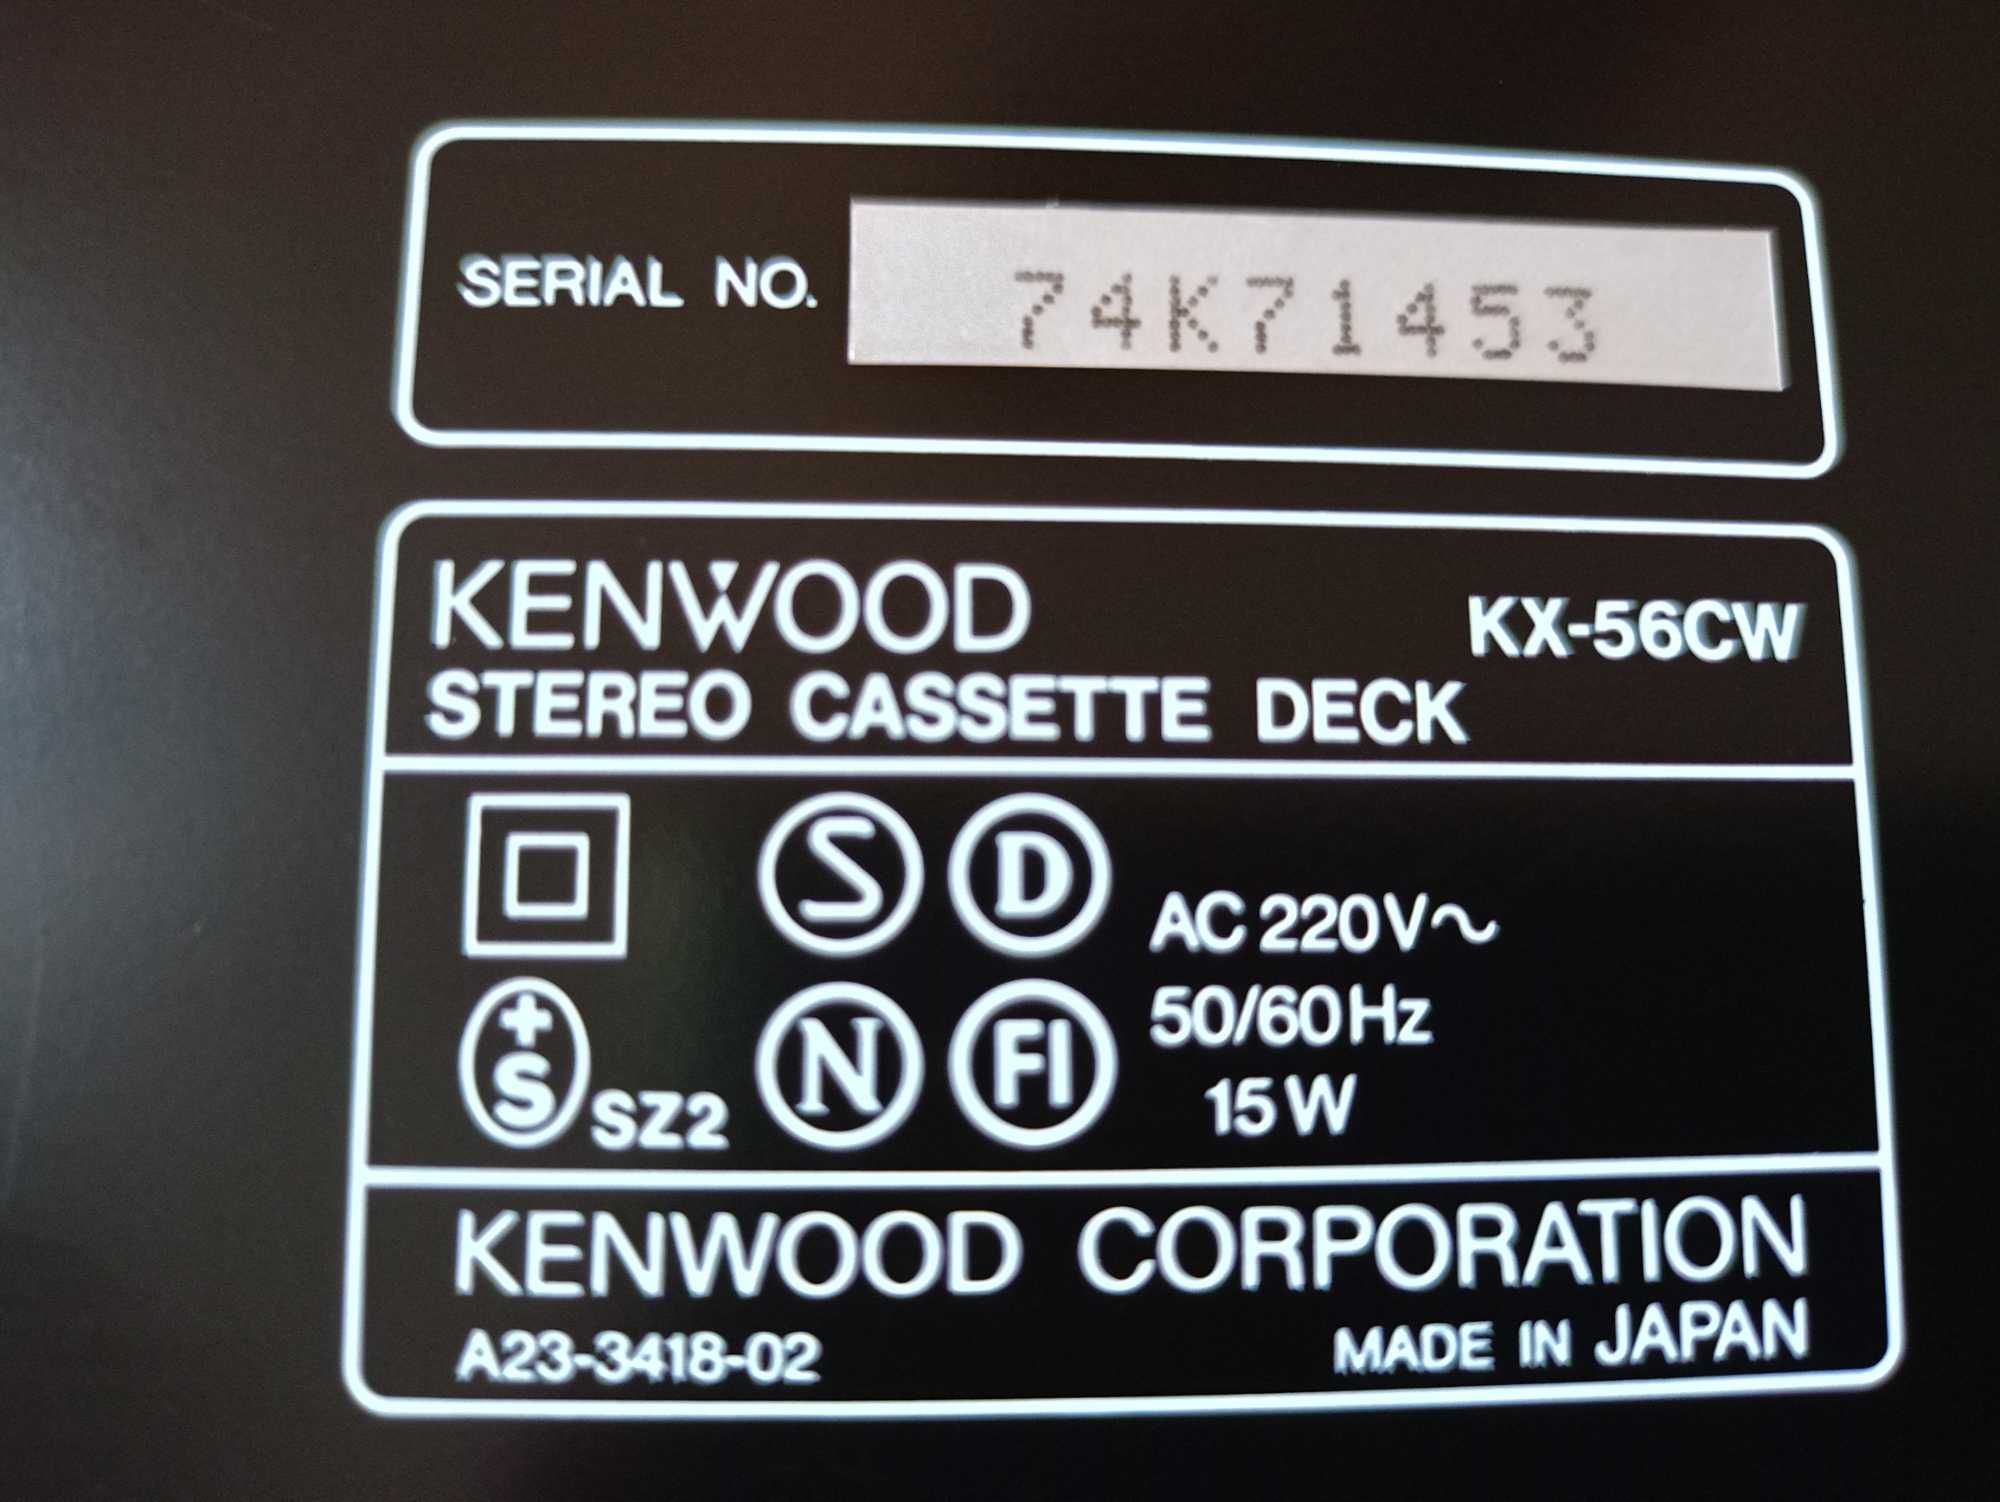 SERIAL NO. 74K71453
KENWOOD KX-56CW
STEREO CASSETTE DECK
S D
AC 220V~
50/60Hz
+S SZ2 N FI
15W
KENWOOD CORPORATION
A23-3418-02 MADE IN JAPAN